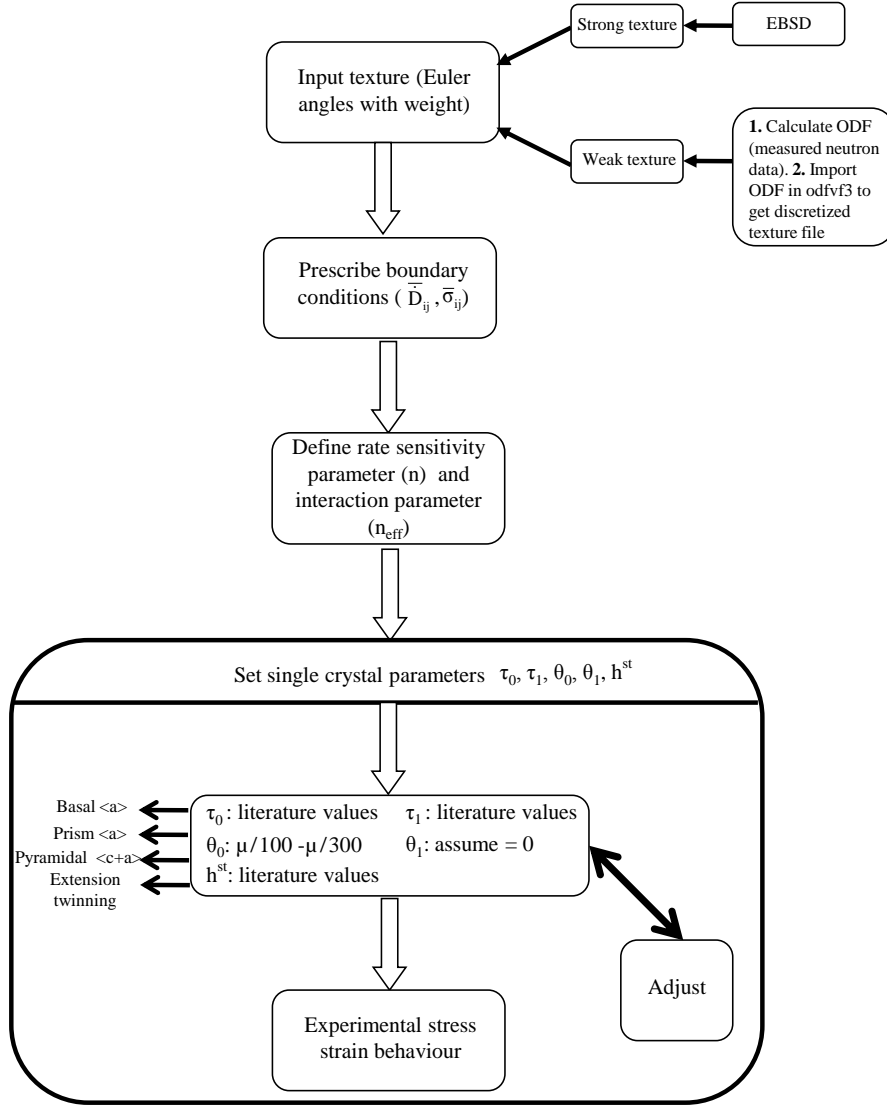 Strong texture
EBSD
Input texture (Euler
angles with weight)
Weak texture
1. Calculate ODF
(measured neutron
data). 2. Import
ODF in odfvf3 to
get discretized
texture file
Prescribe boundary
conditions ( D̄̇ᵢⱼ , σ̄ᵢⱼ)
Define rate sensitivity
parameter (n) and
interaction parameter
(n_eff)
Set single crystal parameters τ₀, τ₁, θ₀, θ₁, h^st
Basal <a>
Prism <a>
Pyramidal <c+a>
Extension
twinning
τ₀: literature values τ₁: literature values
θ₀: μ/100 -μ/300 θ₁: assume = 0
h^st: literature values
Adjust
Experimental stress
strain behaviour